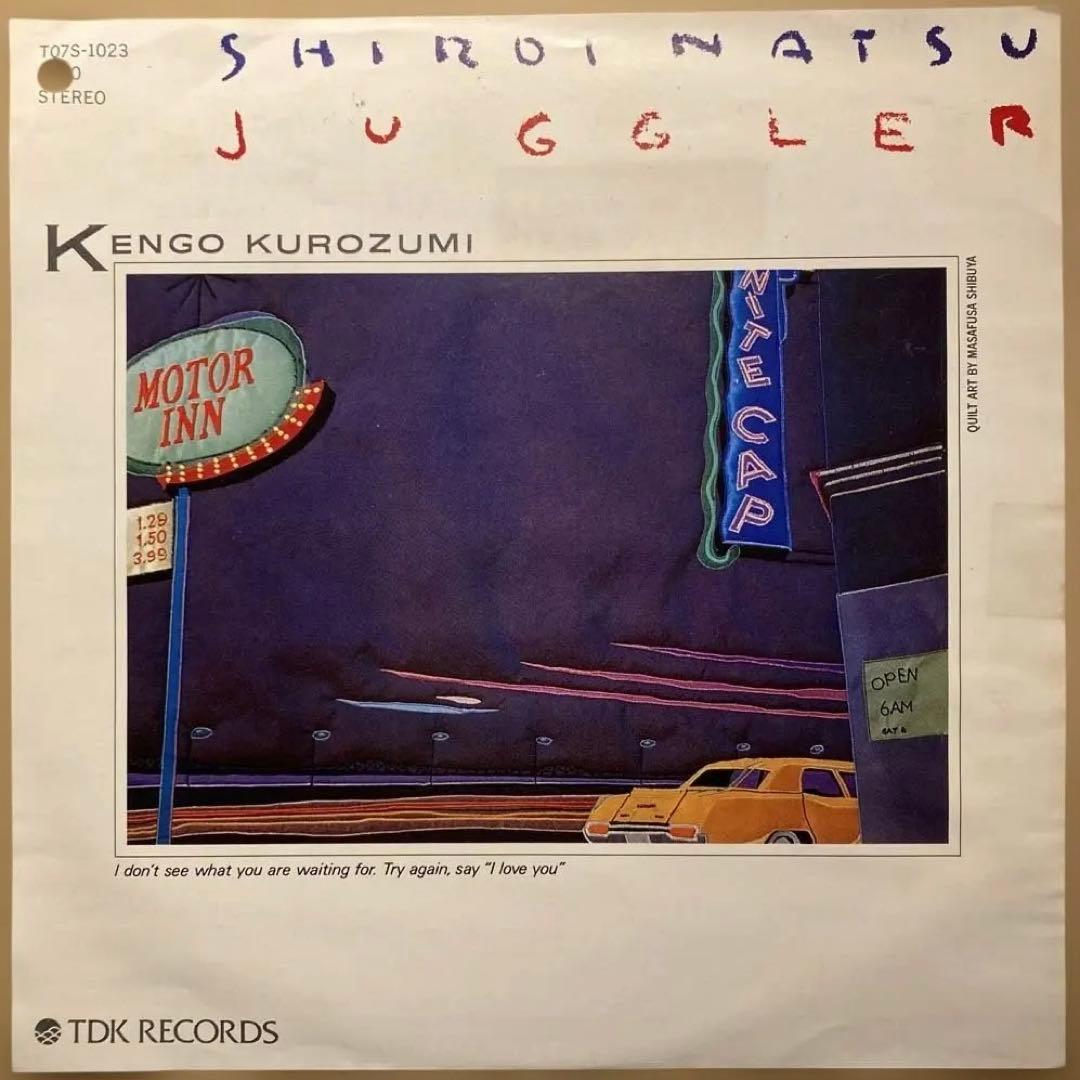 T07S-1023
STEREO
SHIROI NATSU
JUGGLER
KENGO KUROZUMI
QUILT ART BY MASAFUSA SHIBUYA
MOTOR
INN
1.29
1.50
3.99
NITE CAP
OPEN
6AM
I don't see what you are waiting for. Try again, say "I love you"
TDK RECORDS